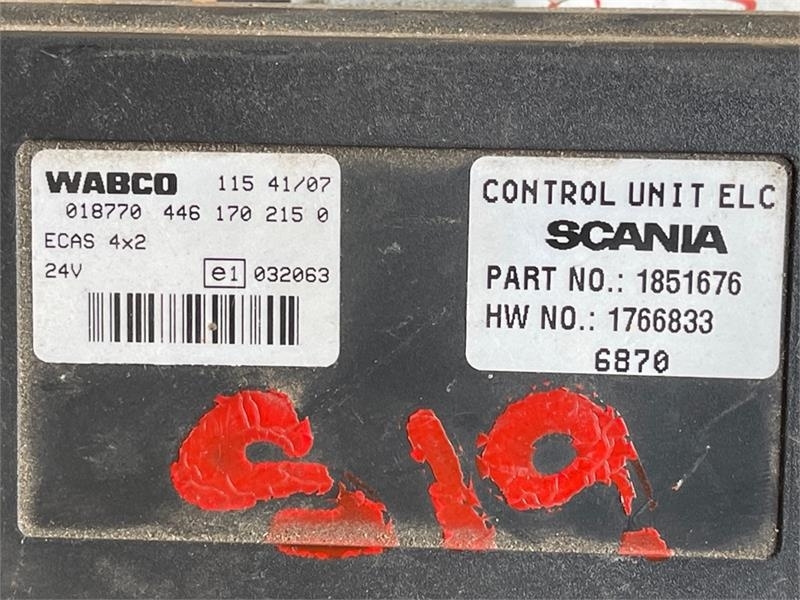 WABCO 115 41/07
018770 446 170 215 0
ECAS 4x2
24V e1 032063
CONTROL UNIT ELC
SCANIA
PART NO.: 1851676
HW NO.: 1766833
6870
S19